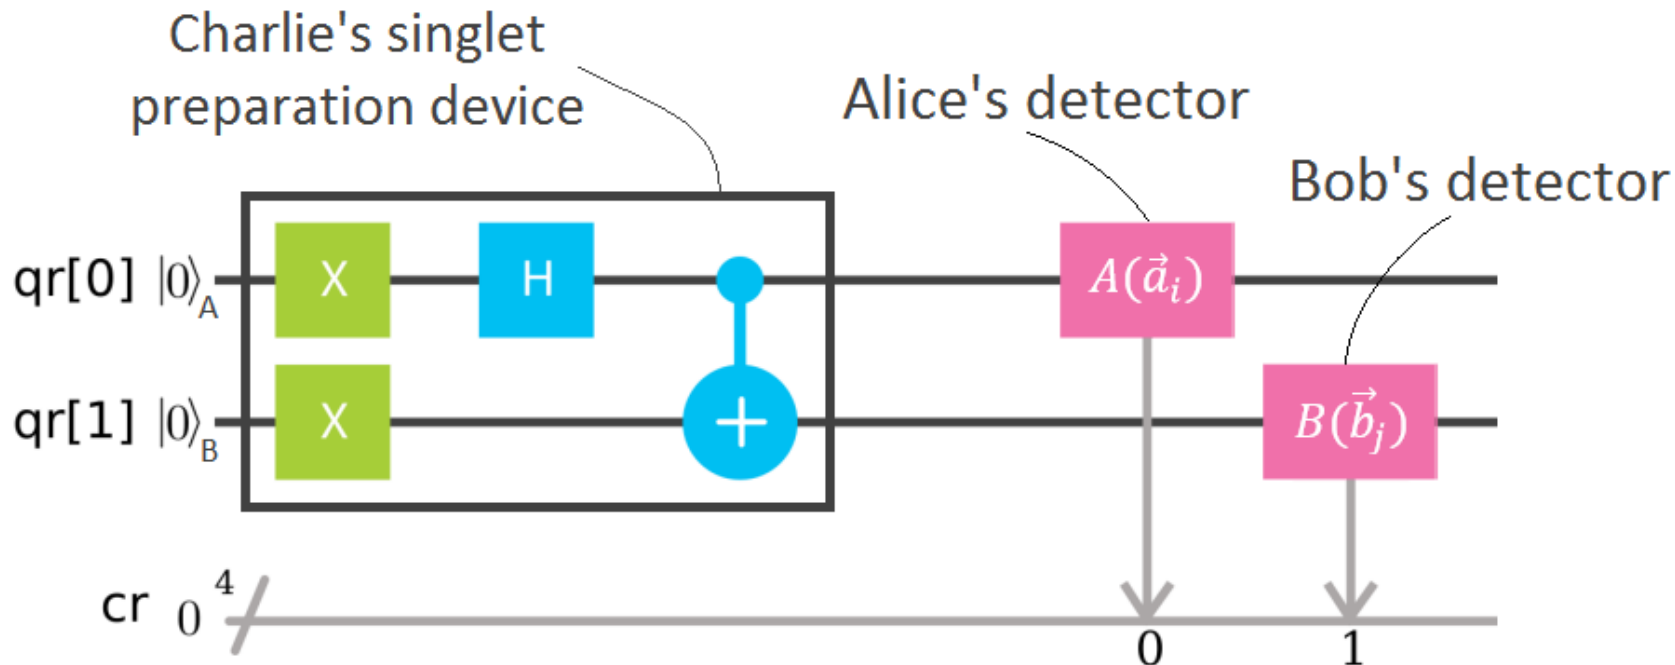 Charlie's singlet
preparation device
Alice's detector
Bob's detector
qr[0] |0⟩A X H A(a⃗ᵢ)
qr[1] |0⟩B X + B(b⃗ⱼ)
cr 0 4
0 1